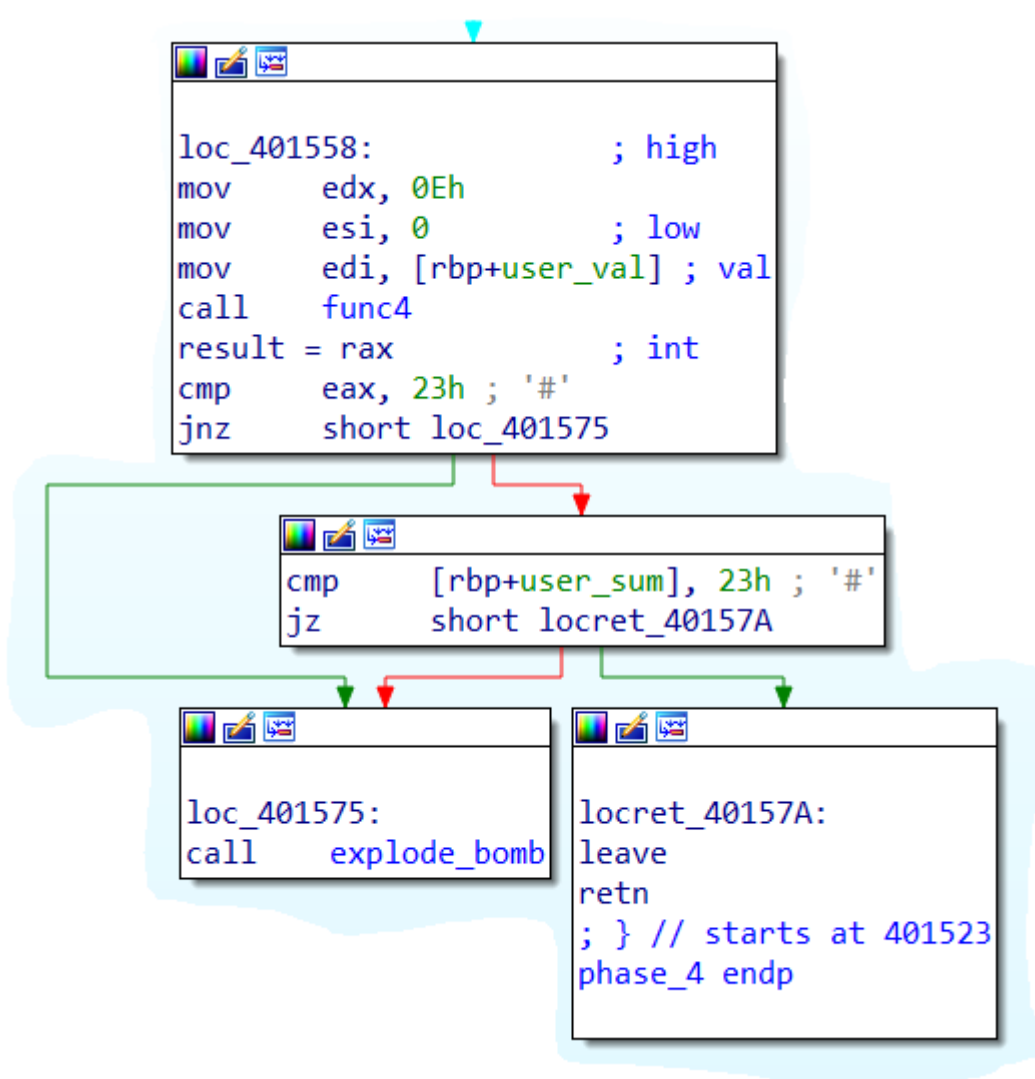 loc_401558: ; high
mov edx, 0Eh
mov esi, 0 ; low
mov edi, [rbp+user_val] ; val
call func4
result = rax ; int
cmp eax, 23h ; '#'
jnz short loc_401575
cmp [rbp+user_sum], 23h ; '#'
jz short locret_40157A
loc_401575:
call explode_bomb
locret_40157A:
leave
retn
; } // starts at 401523
phase_4 endp